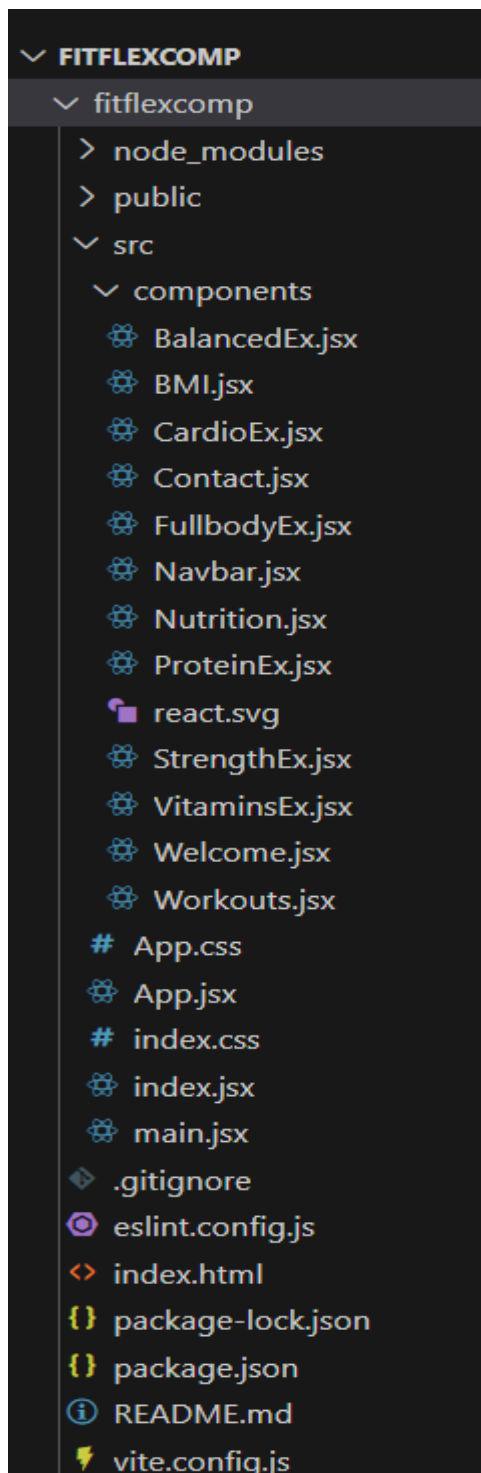 FITFLEXCOMP
fitflexcomp
node_modules
public
src
components
BalancedEx.jsx
BMI.jsx
CardioEx.jsx
Contact.jsx
FullbodyEx.jsx
Navbar.jsx
Nutrition.jsx
ProteinEx.jsx
react.svg
StrengthEx.jsx
VitaminsEx.jsx
Welcome.jsx
Workouts.jsx
# App.css
App.jsx
# index.css
index.jsx
main.jsx
.gitignore
eslint.config.js
<> index.html
{} package-lock.json
{} package.json
README.md
vite.config.js